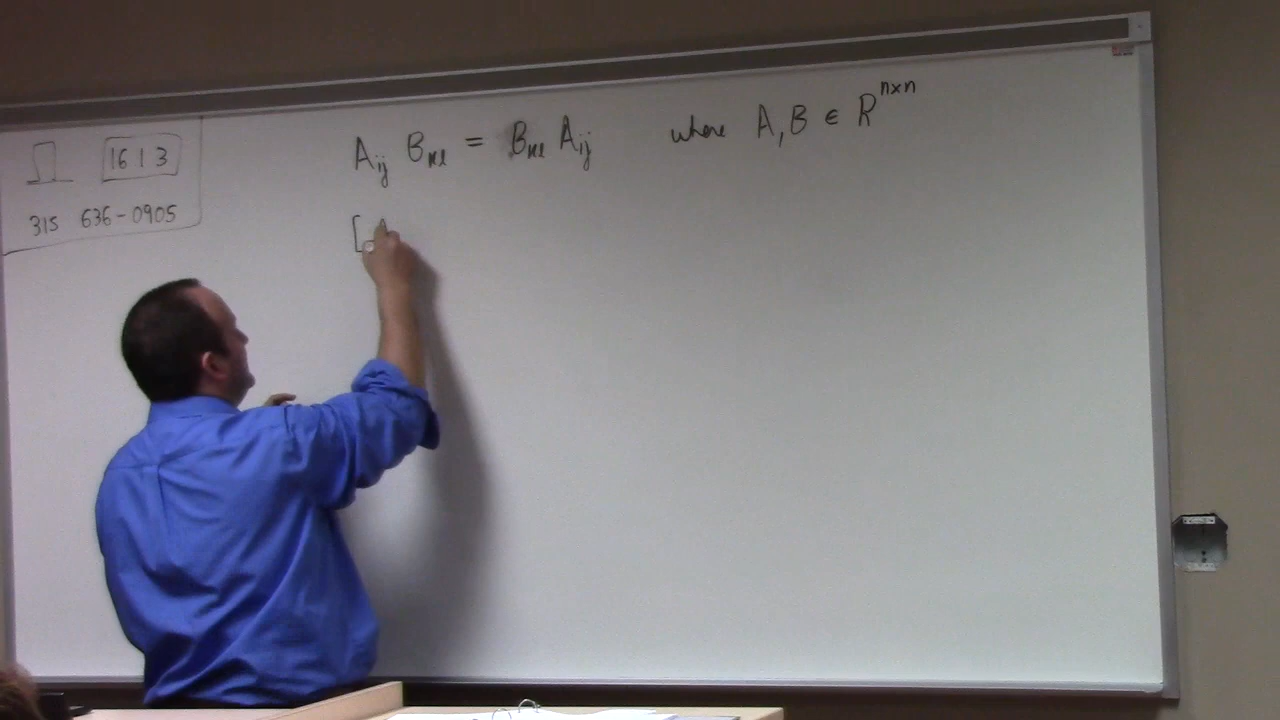 1613
315 636-0905
A_ij B_kl = B_kl A_ij where A, B ∈ R^n×n
[A